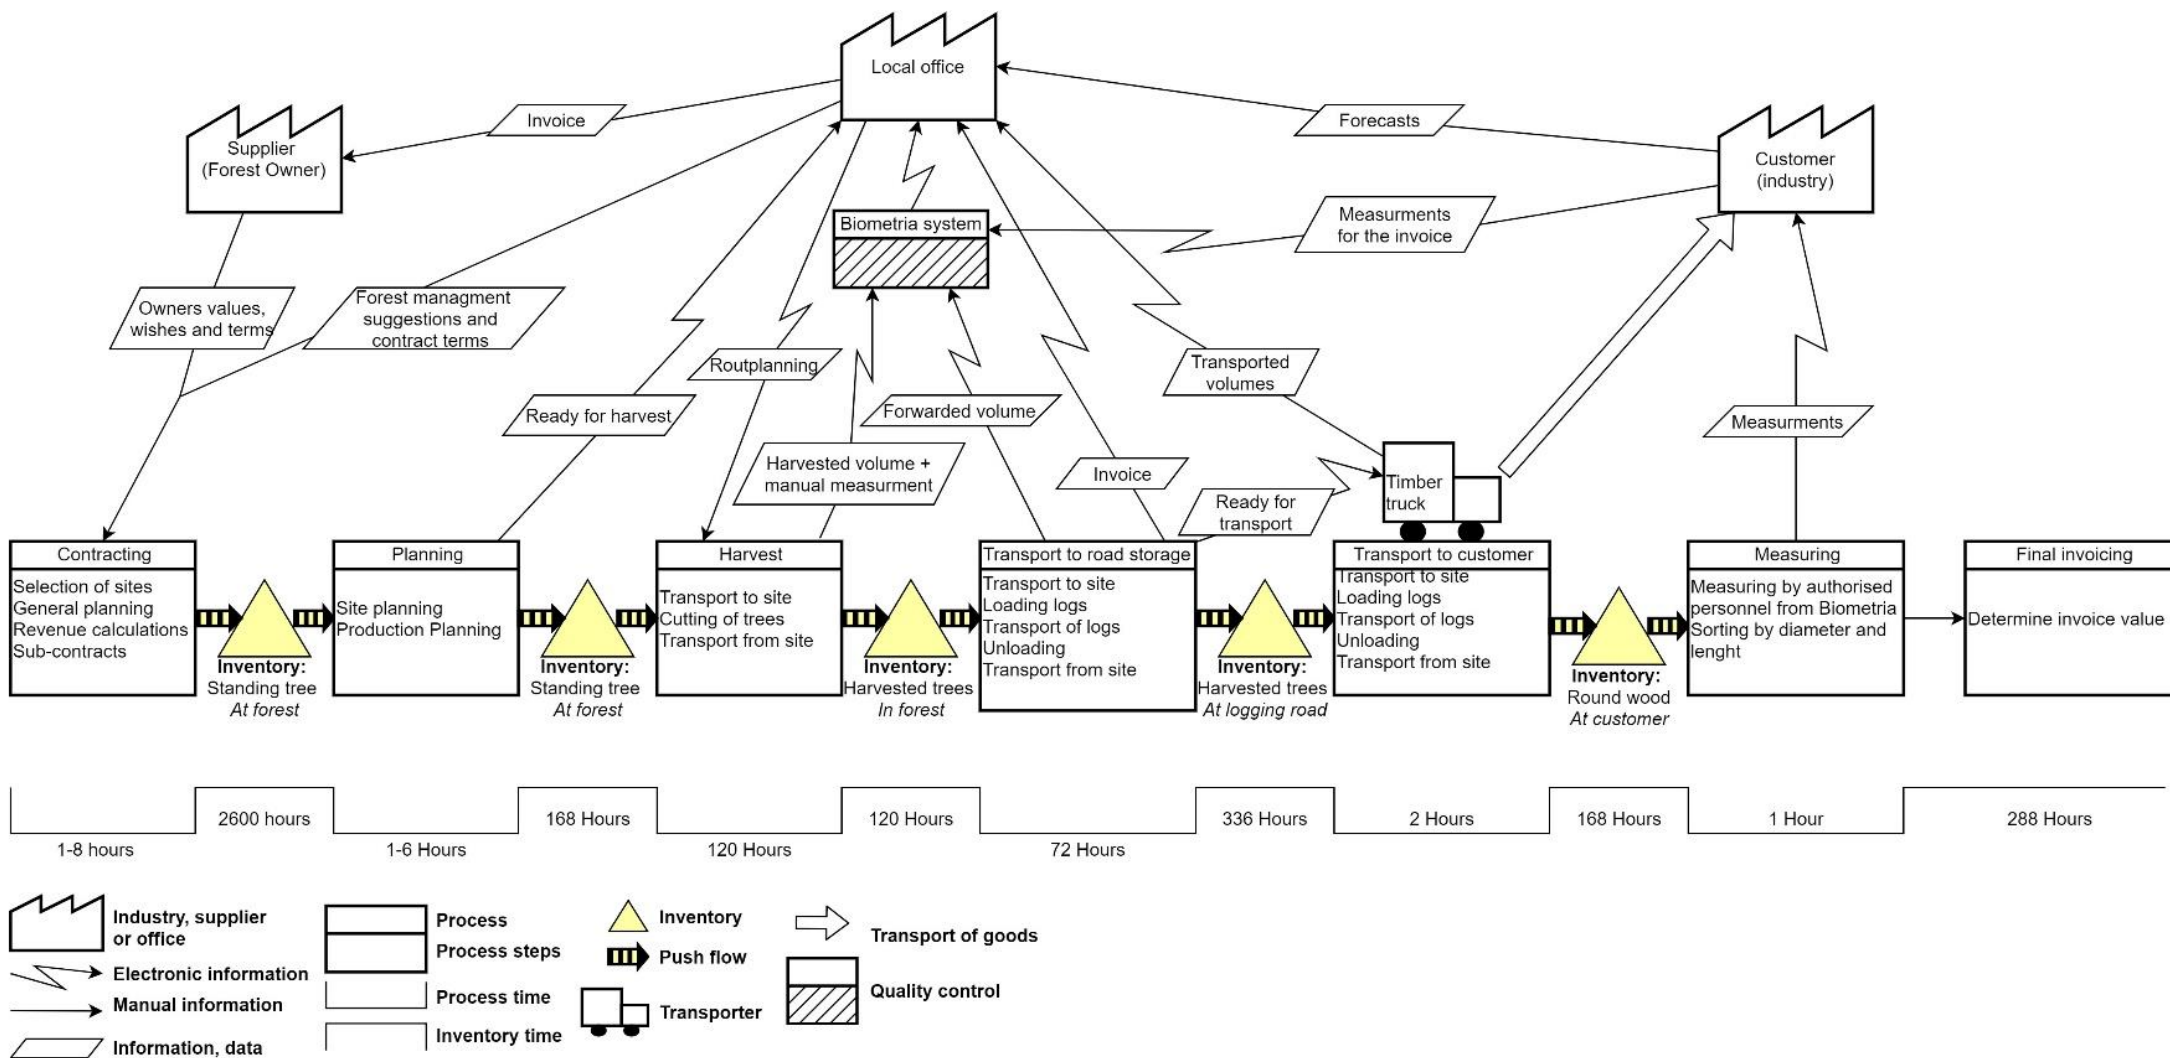 Local office
Supplier
(Forest Owner)
Invoice
Forecasts
Customer
(industry)
Measurments
for the invoice
Biometria system
Owners values,
wishes and terms
Forest managment
suggestions and
contract terms
Ready for harvest
Routplanning
Harvested volume +
manual measurment
Forwarded volume
Invoice
Transported
volumes
Ready for
transport
Timber
truck
Measurments
Contracting
Selection of sites
General planning
Revenue calculations
Sub-contracts
Inventory:
Standing tree
At forest
Planning
Site planning
Production Planning
Inventory:
Standing tree
At forest
Harvest
Transport to site
Cutting of trees
Transport from site
Inventory:
Harvested trees
In forest
Transport to road storage
Transport to site
Loading logs
Transport of logs
Unloading
Transport from site
Inventory:
Harvested trees
At logging road
Transport to customer
Transport to site
Loading logs
Transport of logs
Unloading
Transport from site
Inventory:
Round wood
At customer
Measuring
Measuring by authorised
personnel from Biometria
Sorting by diameter and
lenght
Final invoicing
Determine invoice value
1-8 hours
2600 hours
1-6 Hours
168 Hours
120 Hours
120 Hours
72 Hours
336 Hours
2 Hours
168 Hours
1 Hour
288 Hours
Industry, supplier
or office
Electronic information
Manual information
Information, data
Process
Process steps
Process time
Inventory time
Inventory
Push flow
Transporter
Transport of goods
Quality control